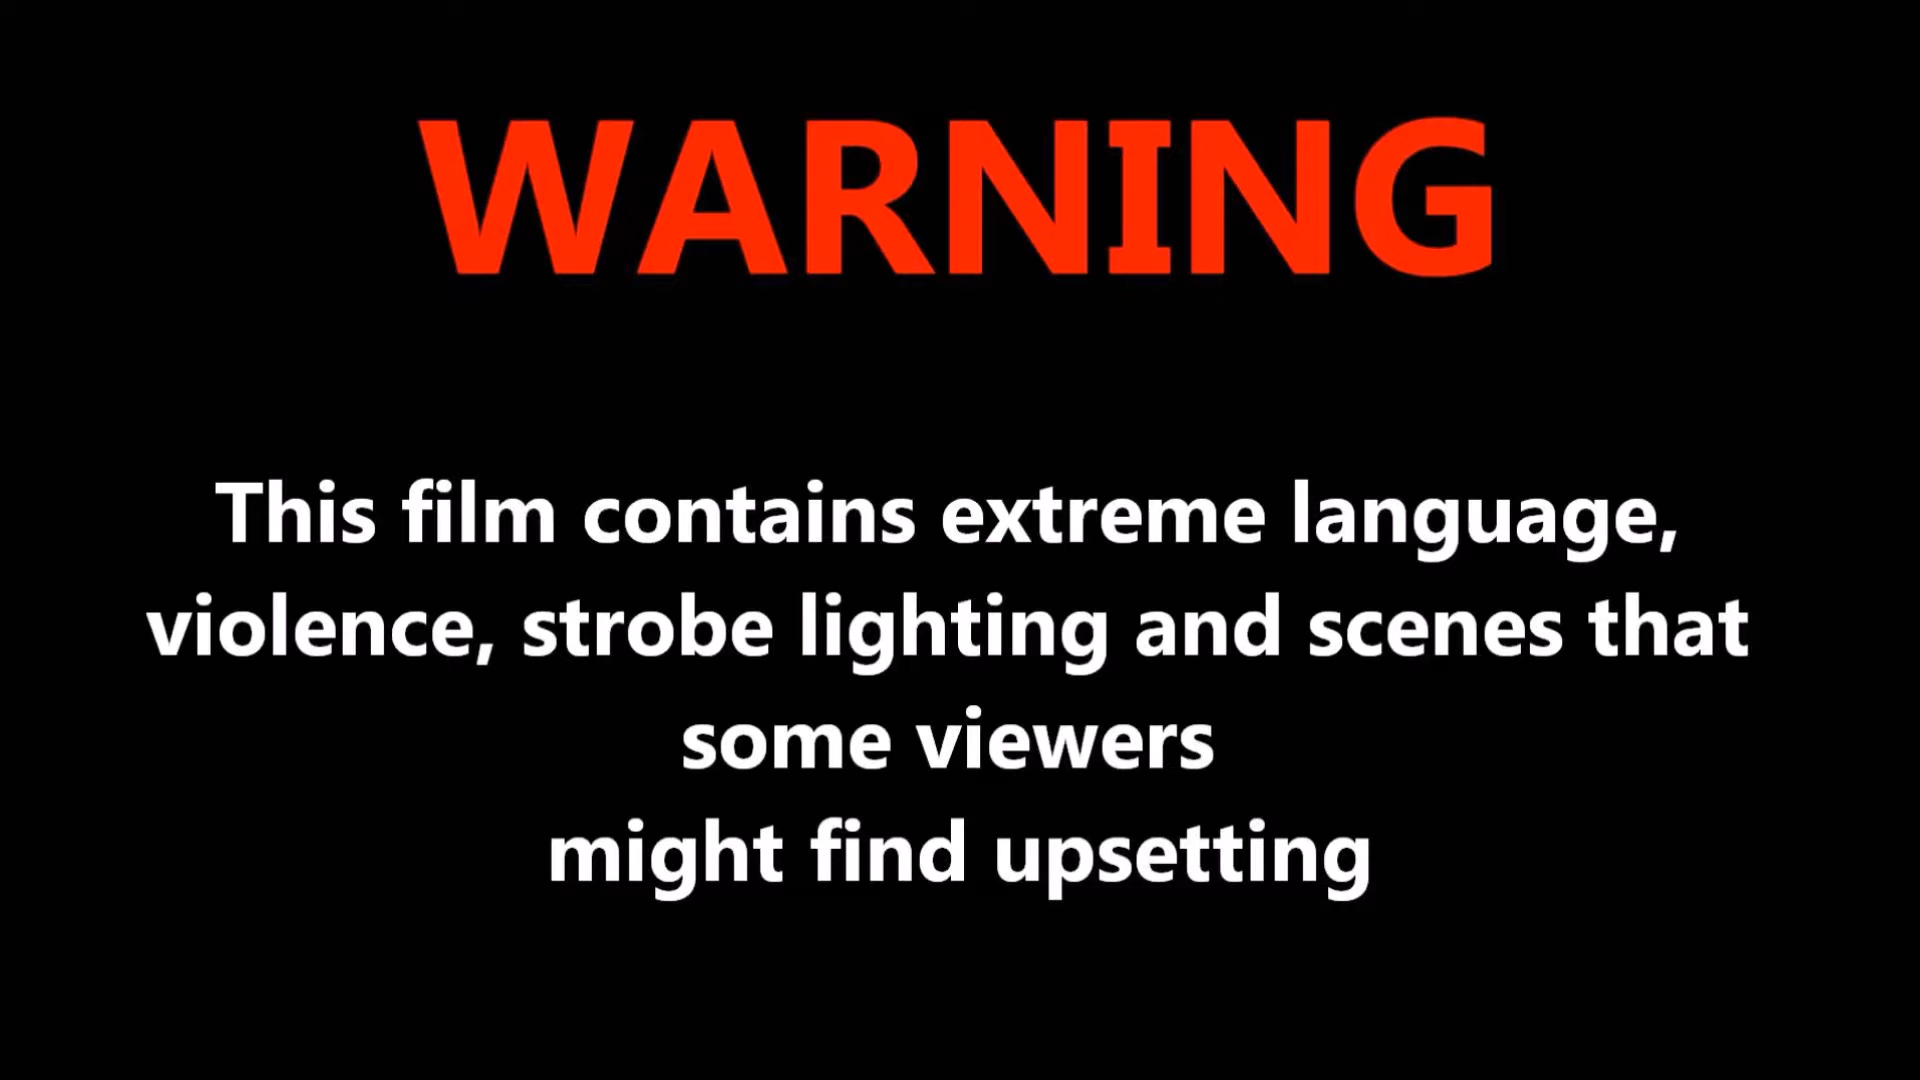 WARNING
This film contains extreme language,
violence, strobe lighting and scenes that
some viewers
might find upsetting